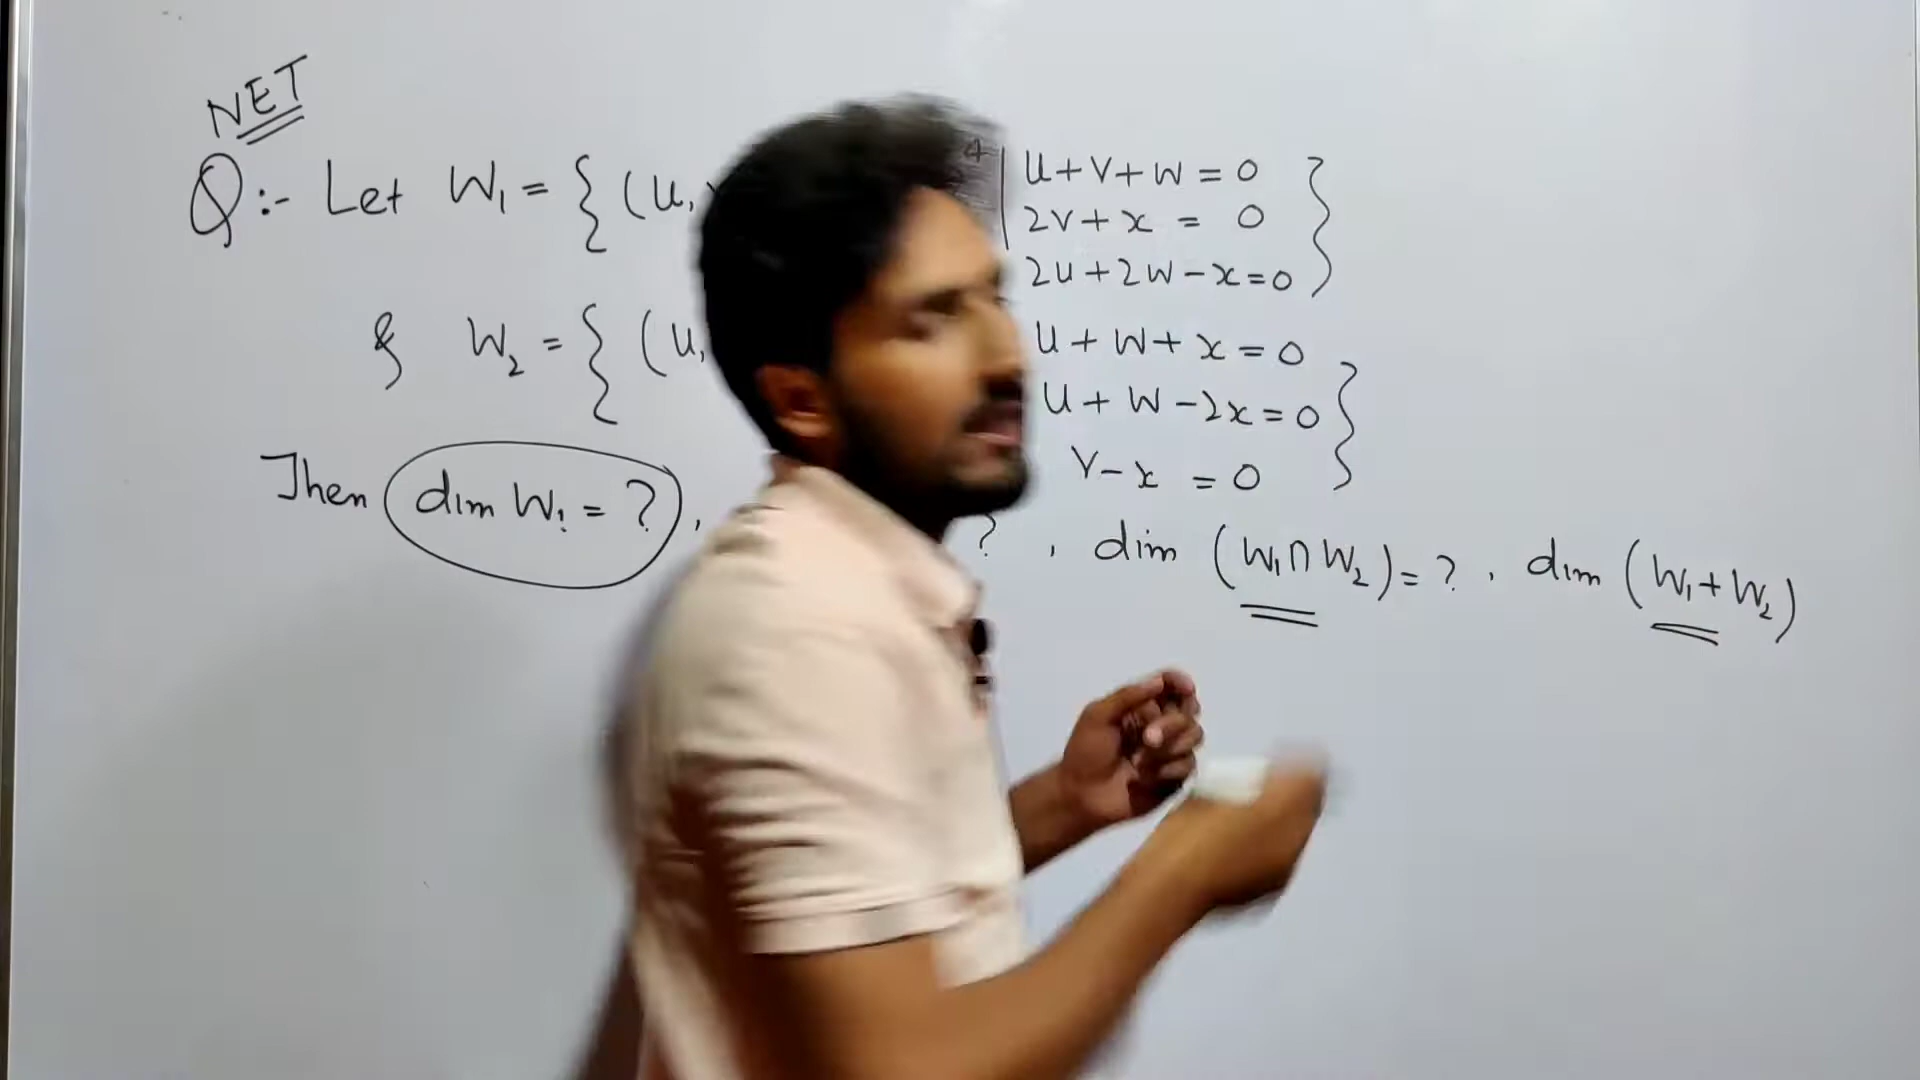 NET
Q:- Let W₁ = { (u, 4 | u+v+w = 0
2v+x = 0
2u+2w-x=0 }
& W₂ = { (u, u+w+x=0
u+w-2x=0
v-x = 0 }
Then dim W₁ = ? , ? , dim (W₁∩W₂)=? , dim (W₁+W₂)